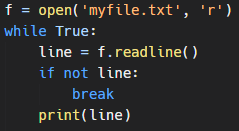 f = open('myfile.txt', 'r')
while True:
    line = f.readline()
    if not line:
        break
    print(line)